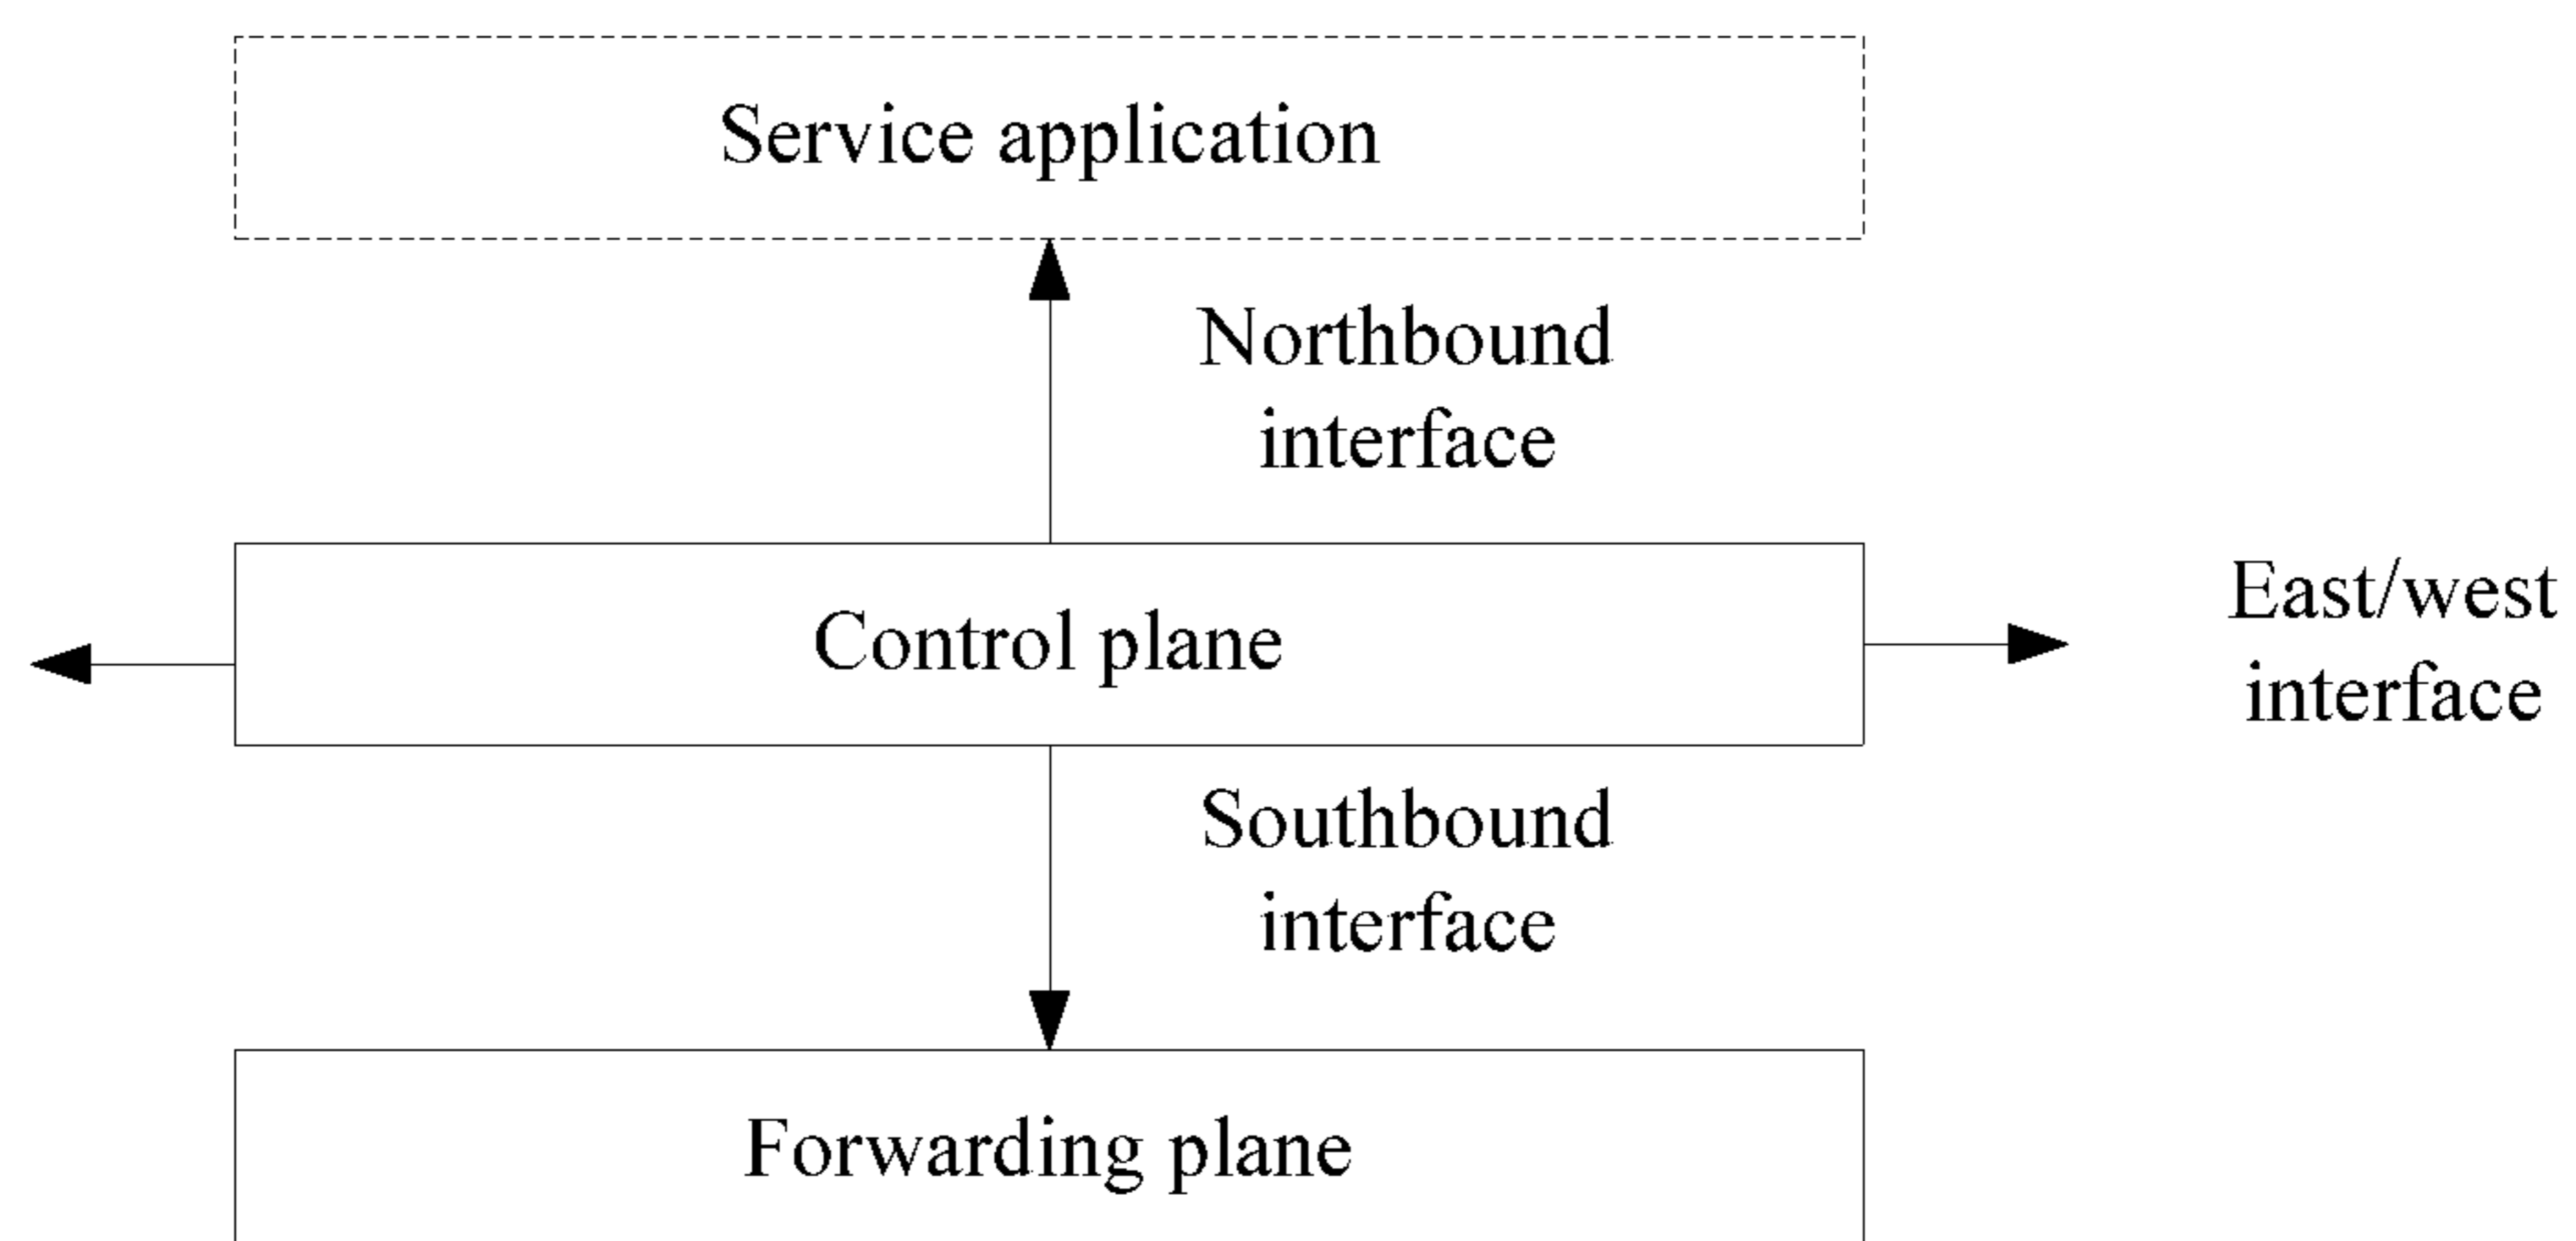 Service application
Northbound
interface
Control plane
East/west
interface
Southbound
interface
Forwarding plane